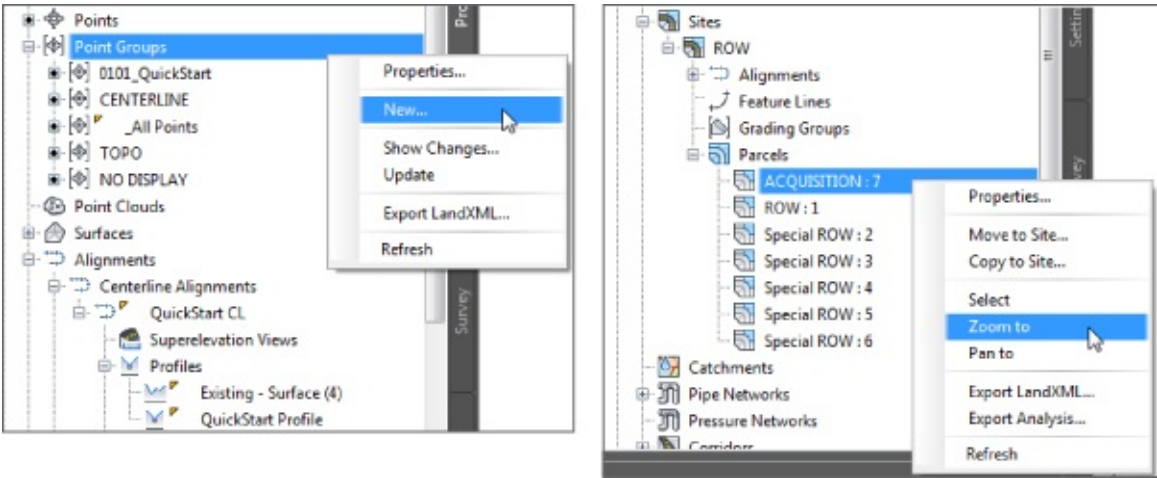 Points
Point Groups
0101_QuickStart
CENTERLINE
_All Points
TOPO
NO DISPLAY
Point Clouds
Surfaces
Alignments
Centerline Alignments
QuickStart CL
Superelevation Views
Profiles
Existing - Surface (4)
QuickStart Profile
Properties...
New...
Show Changes...
Update
Export LandXML...
Refresh
Survey
Sites
ROW
Alignments
Feature Lines
Grading Groups
Parcels
ACQUISITION : 7
ROW : 1
Special ROW : 2
Special ROW : 3
Special ROW : 4
Special ROW : 5
Special ROW : 6
Catchments
Pipe Networks
Pressure Networks
Corridors
Properties...
Move to Site...
Copy to Site...
Select
Zoom to
Pan to
Export LandXML...
Export Analysis...
Refresh